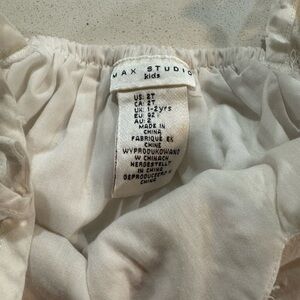 MAX STUDIO
kids
US: 2T
CA: 2T
UK: 1-2yrs
EU: 92
AU: 2
MADE IN
CHINA
FABRIQUE EN
CHINE
WYPRODUKOWANO
W CHINACH
HERGESTELLT
IN CHINA
GEPRODUCEERD IN
CHINA